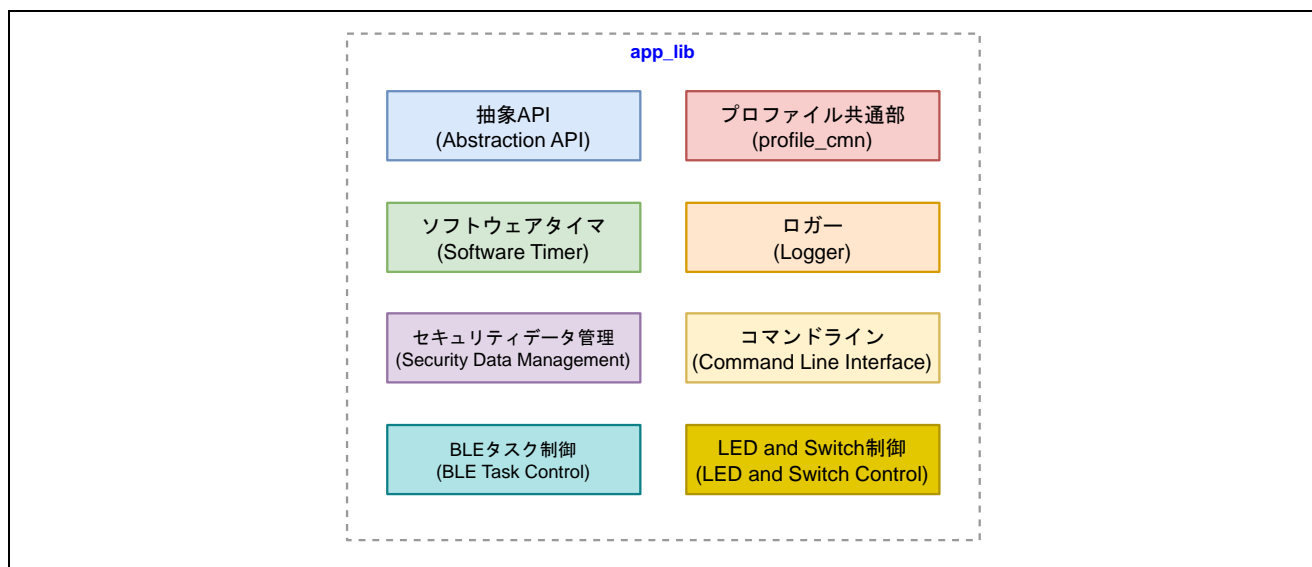 app_lib
抽象API
(Abstraction API)
プロファイル共通部
(profile_cmn)
ソフトウェアタイマ
(Software Timer)
ロガー
(Logger)
セキュリティデータ管理
(Security Data Management)
コマンドライン
(Command Line Interface)
BLEタスク制御
(BLE Task Control)
LED and Switch制御
(LED and Switch Control)